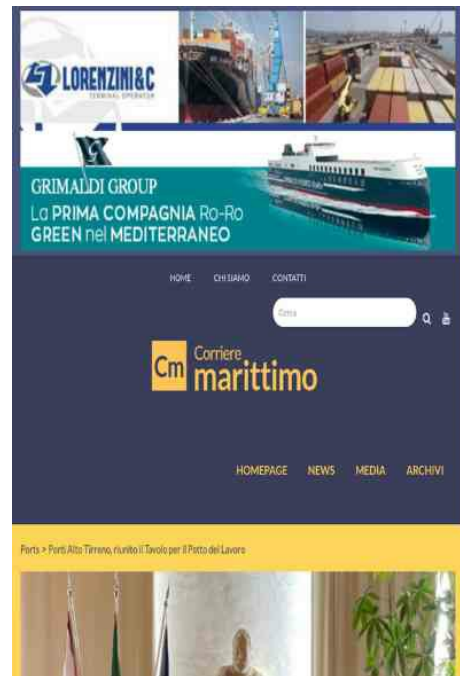 LORENZINI&C
TERMINAL OPERATOR
GRIMALDI GROUP
La PRIMA COMPAGNIA Ro-Ro
GREEN nel MEDITERRANEO
HOME CHI SIAMO CONTATTI
Cerca
Cm Corriere
marittimo
HOMEPAGE NEWS MEDIA ARCHIVI
Ports > Porti Alto Tirreno, riunito il Tavolo per il Patto del Lavoro